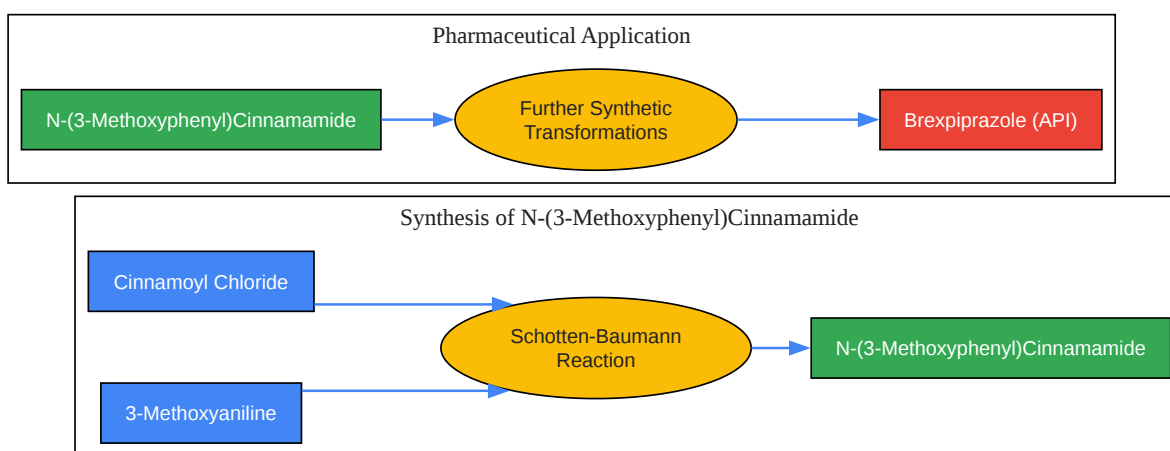 Pharmaceutical Application
N-(3-Methoxyphenyl)Cinnamamide
Further Synthetic
Transformations
Brexpiprazole (API)
Synthesis of N-(3-Methoxyphenyl)Cinnamamide
Cinnamoyl Chloride
Schotten-Baumann
Reaction
N-(3-Methoxyphenyl)Cinnamamide
3-Methoxyaniline